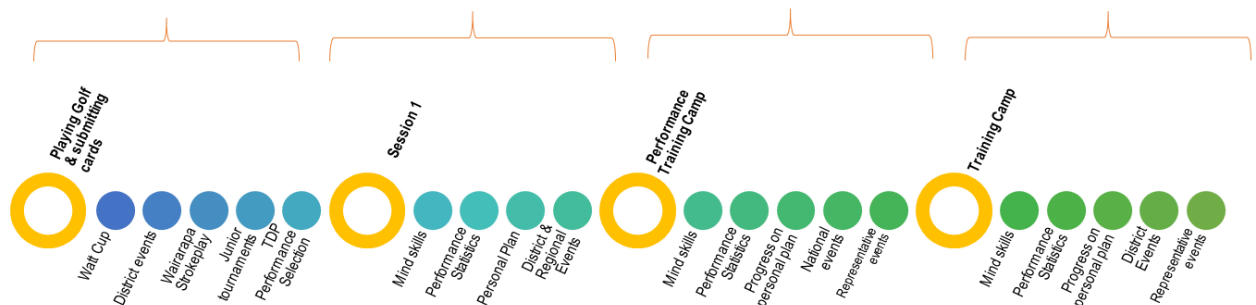 Playing Golf
& submitting
cards
Watt Cup
District events
Wairarapa
Strokeplay
Junior
tournaments
TDP
Performance
Selection
Session 1
Mind skills
Performance
Statistics
Personal Plan
District &
Regional
Events
Performance
Training Camp
Mind skills
Performance
Statistics
Progress on
personal plan
National
events
Representative
events
Training Camp
Mind skills
Performance
Statistics
Progress on
personal plan
District
Events
Representative
events